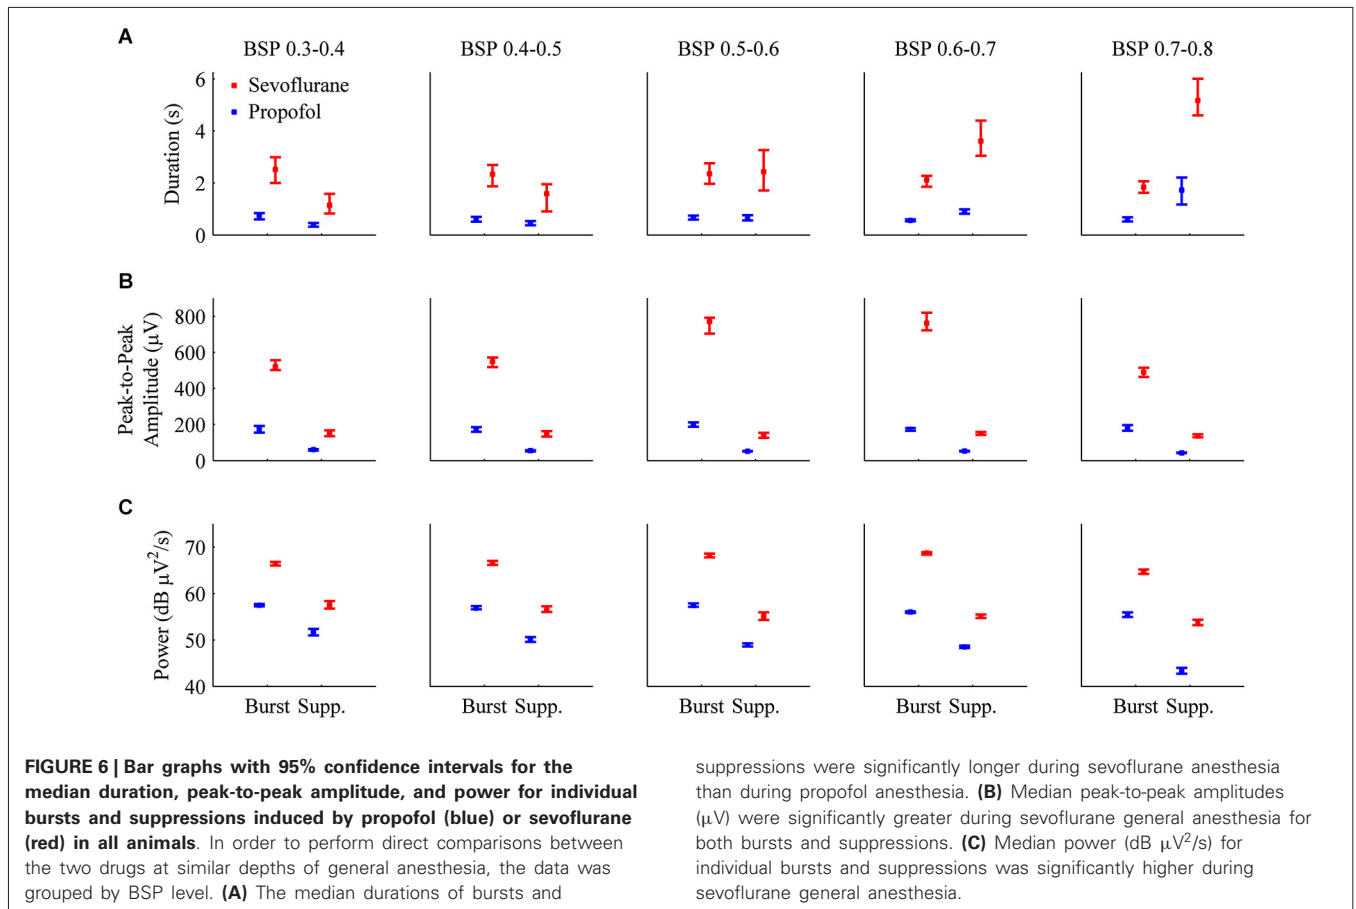 A
BSP 0.3-0.4
BSP 0.4-0.5
BSP 0.5-0.6
BSP 0.6-0.7
BSP 0.7-0.8
Duration (s)
6
4
2
0
Sevoflurane
Propofol
B
Peak-to-Peak
Amplitude (μV)
800
600
400
200
0
C
Power (dB μV²/s)
70
60
50
40
Burst Supp.
Burst Supp.
Burst Supp.
Burst Supp.
Burst Supp.
FIGURE 6 | Bar graphs with 95% confidence intervals for the
median duration, peak-to-peak amplitude, and power for individual
bursts and suppressions induced by propofol (blue) or sevoflurane
(red) in all animals. In order to perform direct comparisons between
the two drugs at similar depths of general anesthesia, the data was
grouped by BSP level. (A) The median durations of bursts and
suppressions were significantly longer during sevoflurane anesthesia
than during propofol anesthesia. (B) Median peak-to-peak amplitudes
(μV) were significantly greater during sevoflurane general anesthesia for
both bursts and suppressions. (C) Median power (dB μV²/s) for
individual bursts and suppressions was significantly higher during
sevoflurane general anesthesia.